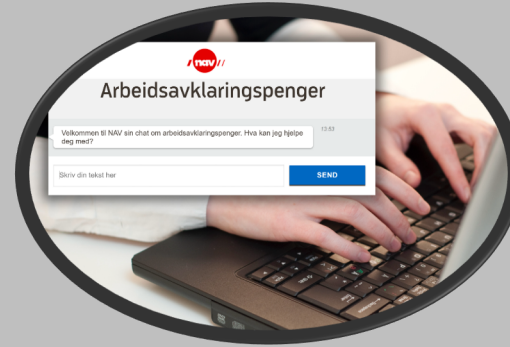 nav
Arbeidsavklaringspenger
Velkommen til NAV sin chat om arbeidsavklaringspenger. Hva kan jeg hjelpe
deg med?
13:53
Skriv din tekst her
SEND